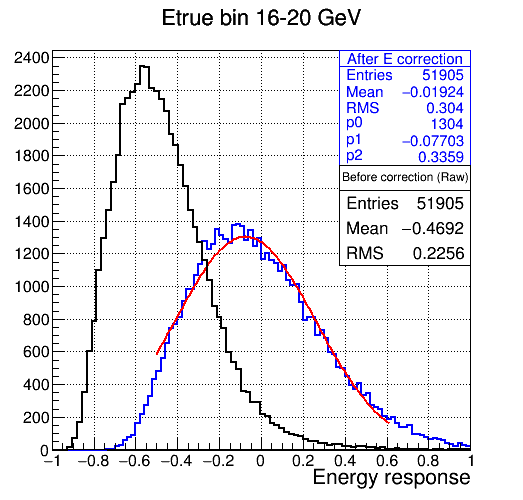 Etrue bin 16-20 GeV
After E correction
Entries 51905
Mean −0.01924
RMS 0.304
p0 1304
p1 −0.07703
p2 0.3359
Before correction (Raw)
Entries 51905
Mean −0.4692
RMS 0.2256
2400
2200
2000
1800
1600
1400
1200
1000
800
600
400
200
0
−1 −0.8 −0.6 −0.4 −0.2 0 0.2 0.4 0.6 0.8 1
Energy response